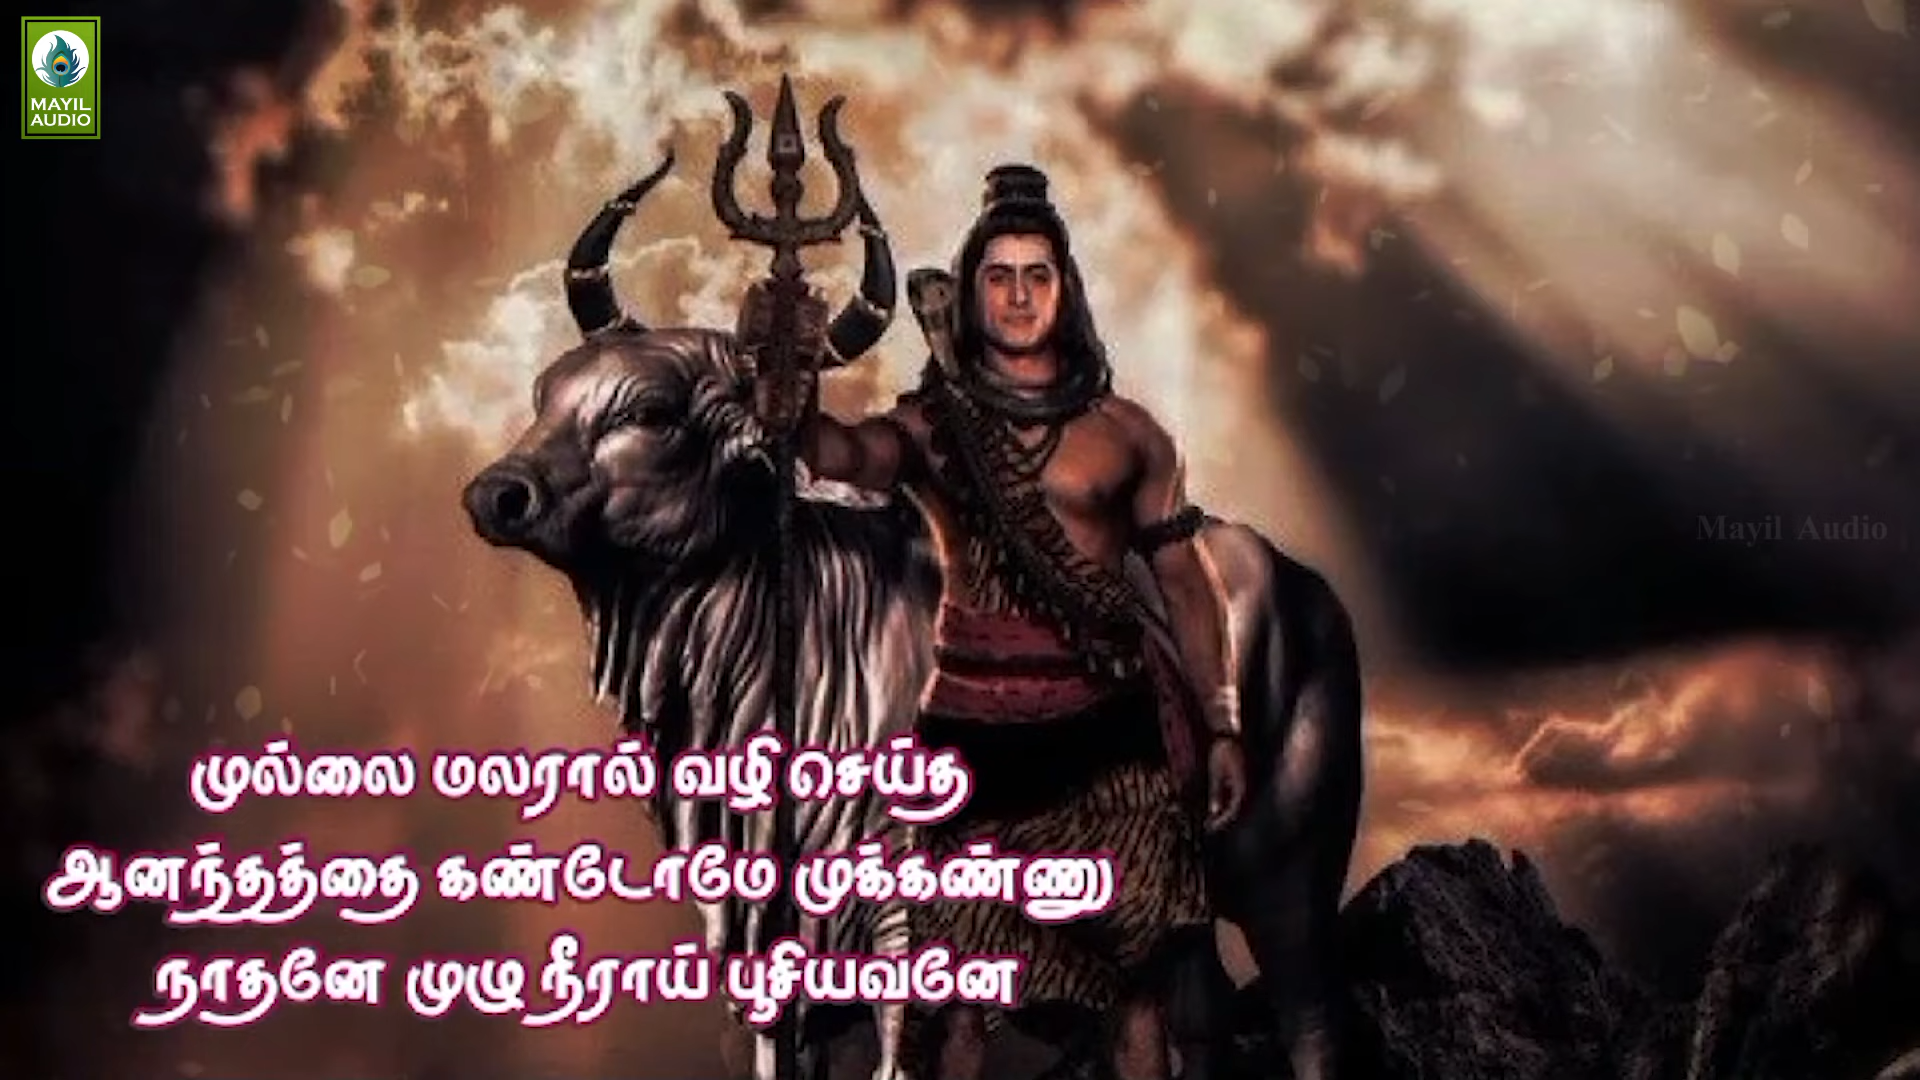 MAYIL
AUDIO
Mayil Audio
முல்லை மலரால் வழி செய்த
ஆனந்தத்தை கண்டோமே முக்கண்ணு
நாதனே முழு நீராய் பூசியவனே